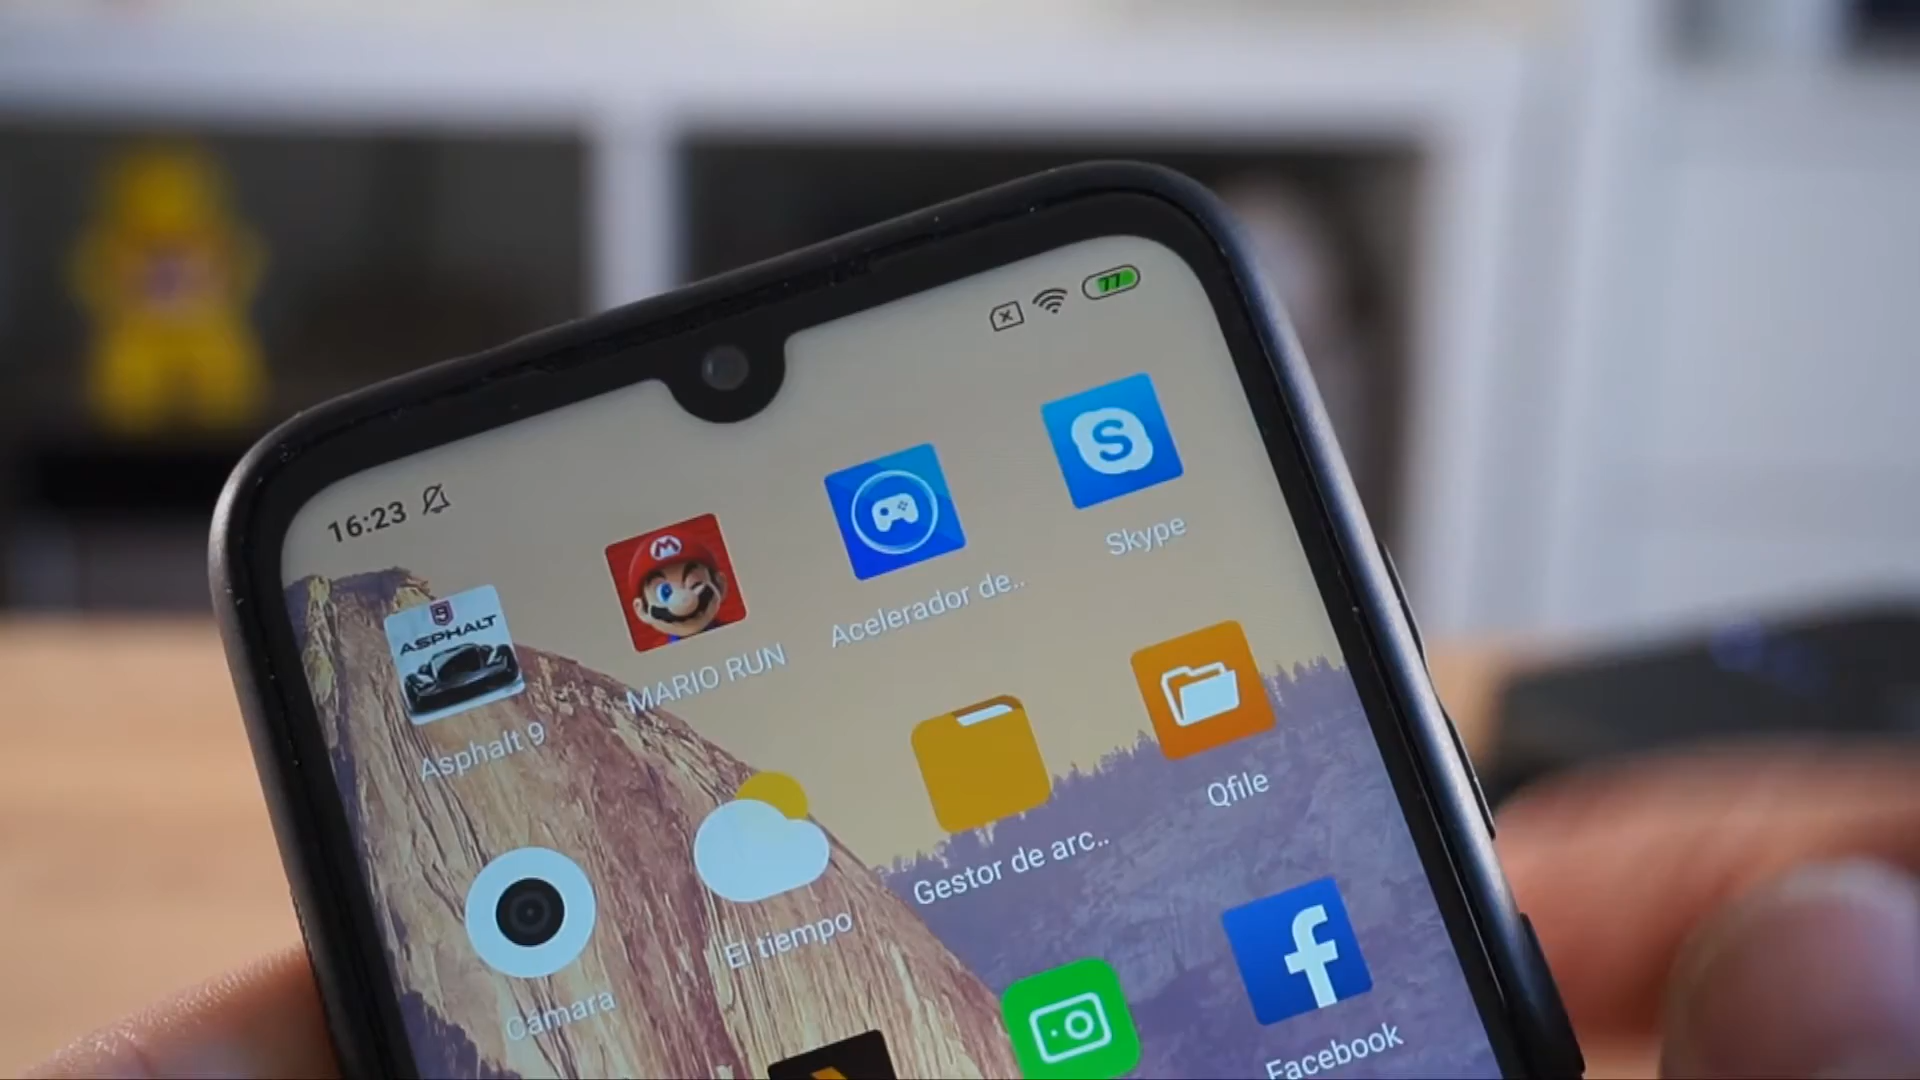 16:23
77
ASPHALT
9
Asphalt 9
M
MARIO RUN
Acelerador de..
S
Skype
Cámara
El tiempo
Gestor de arc..
Qfile
f
Facebook